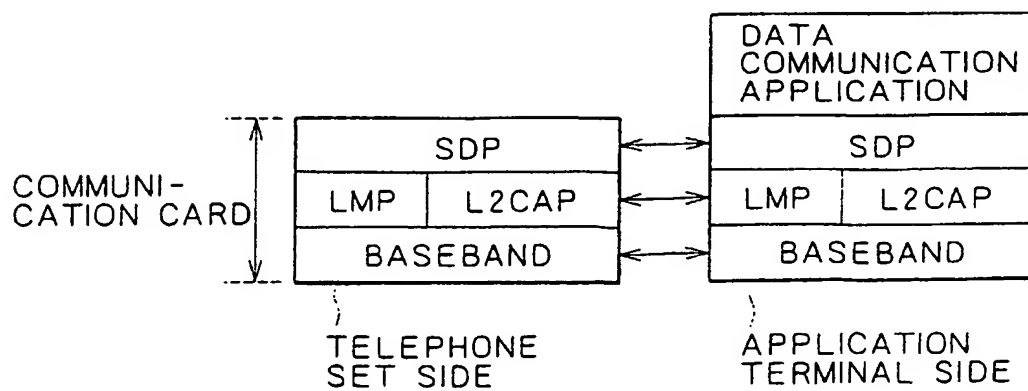 DATA
COMMUNICATION
APPLICATION
SDP
SDP
COMMUNI-
CATION CARD
LMP
L2CAP
LMP
L2CAP
BASEBAND
BASEBAND
TELEPHONE
SET SIDE
APPLICATION
TERMINAL SIDE